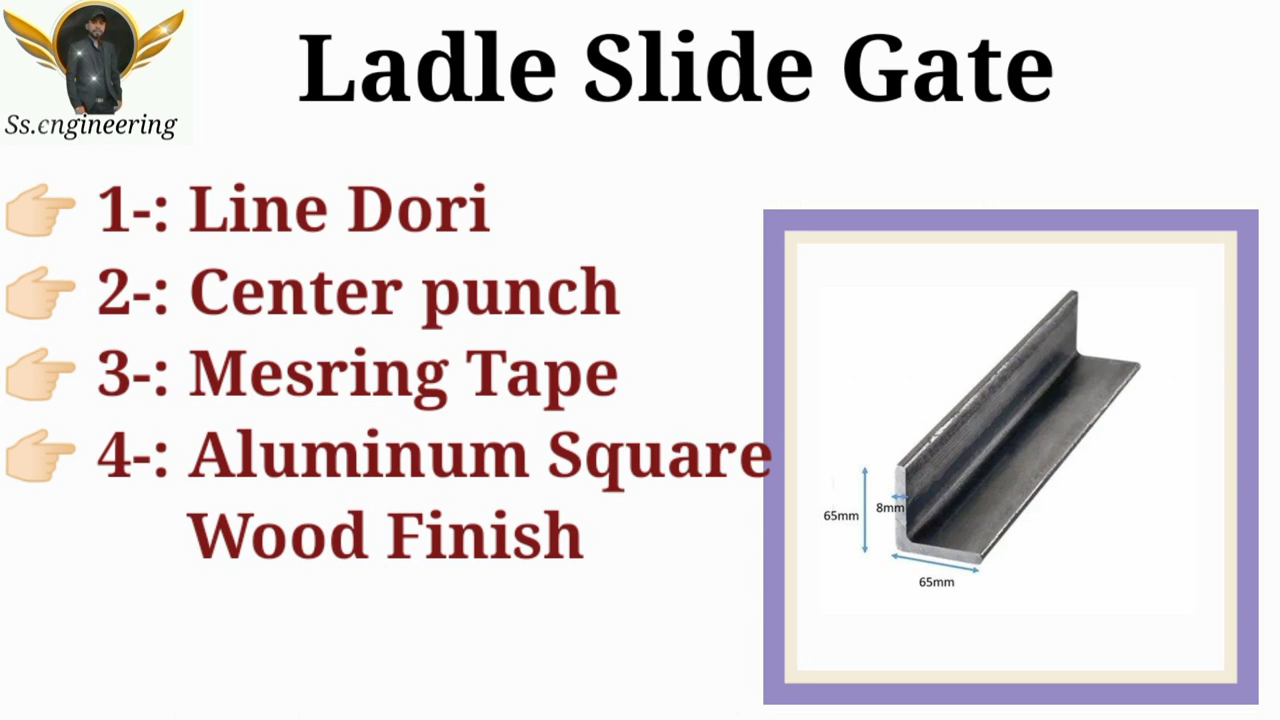 Ladle Slide Gate
Ss.engineering
1-: Line Dori
2-: Center punch
3-: Mesring Tape
4-: Aluminum Square
Wood Finish
65mm
8mm
65mm